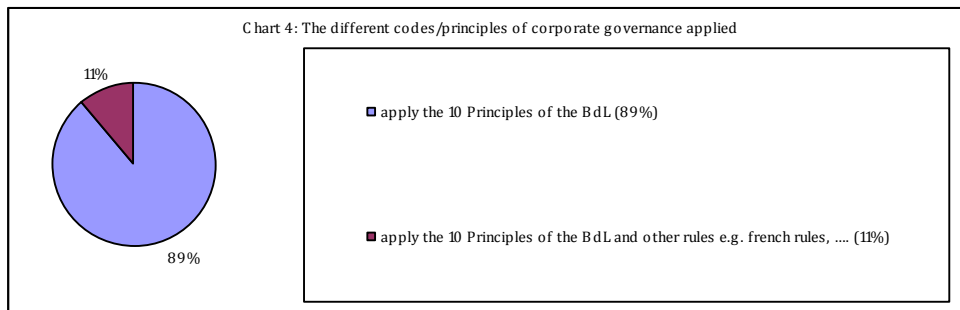 Chart 4: The different codes/principles of corporate governance applied
11%
apply the 10 Principles of the BdL (89%)
apply the 10 Principles of the BdL and other rules e.g. french rules, .... (11%)
89%